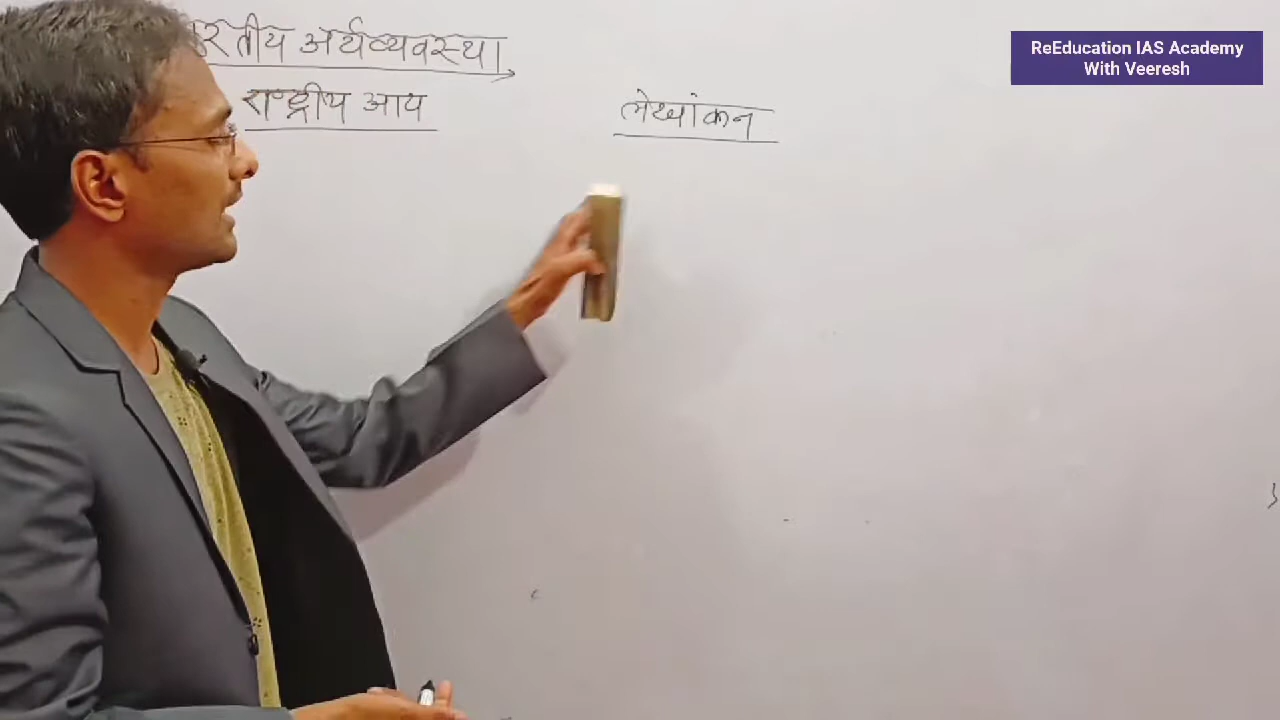 रतीय अर्थव्यवस्था
राष्ट्रीय आय
लेखांकन
ReEducation IAS Academy
With Veeresh